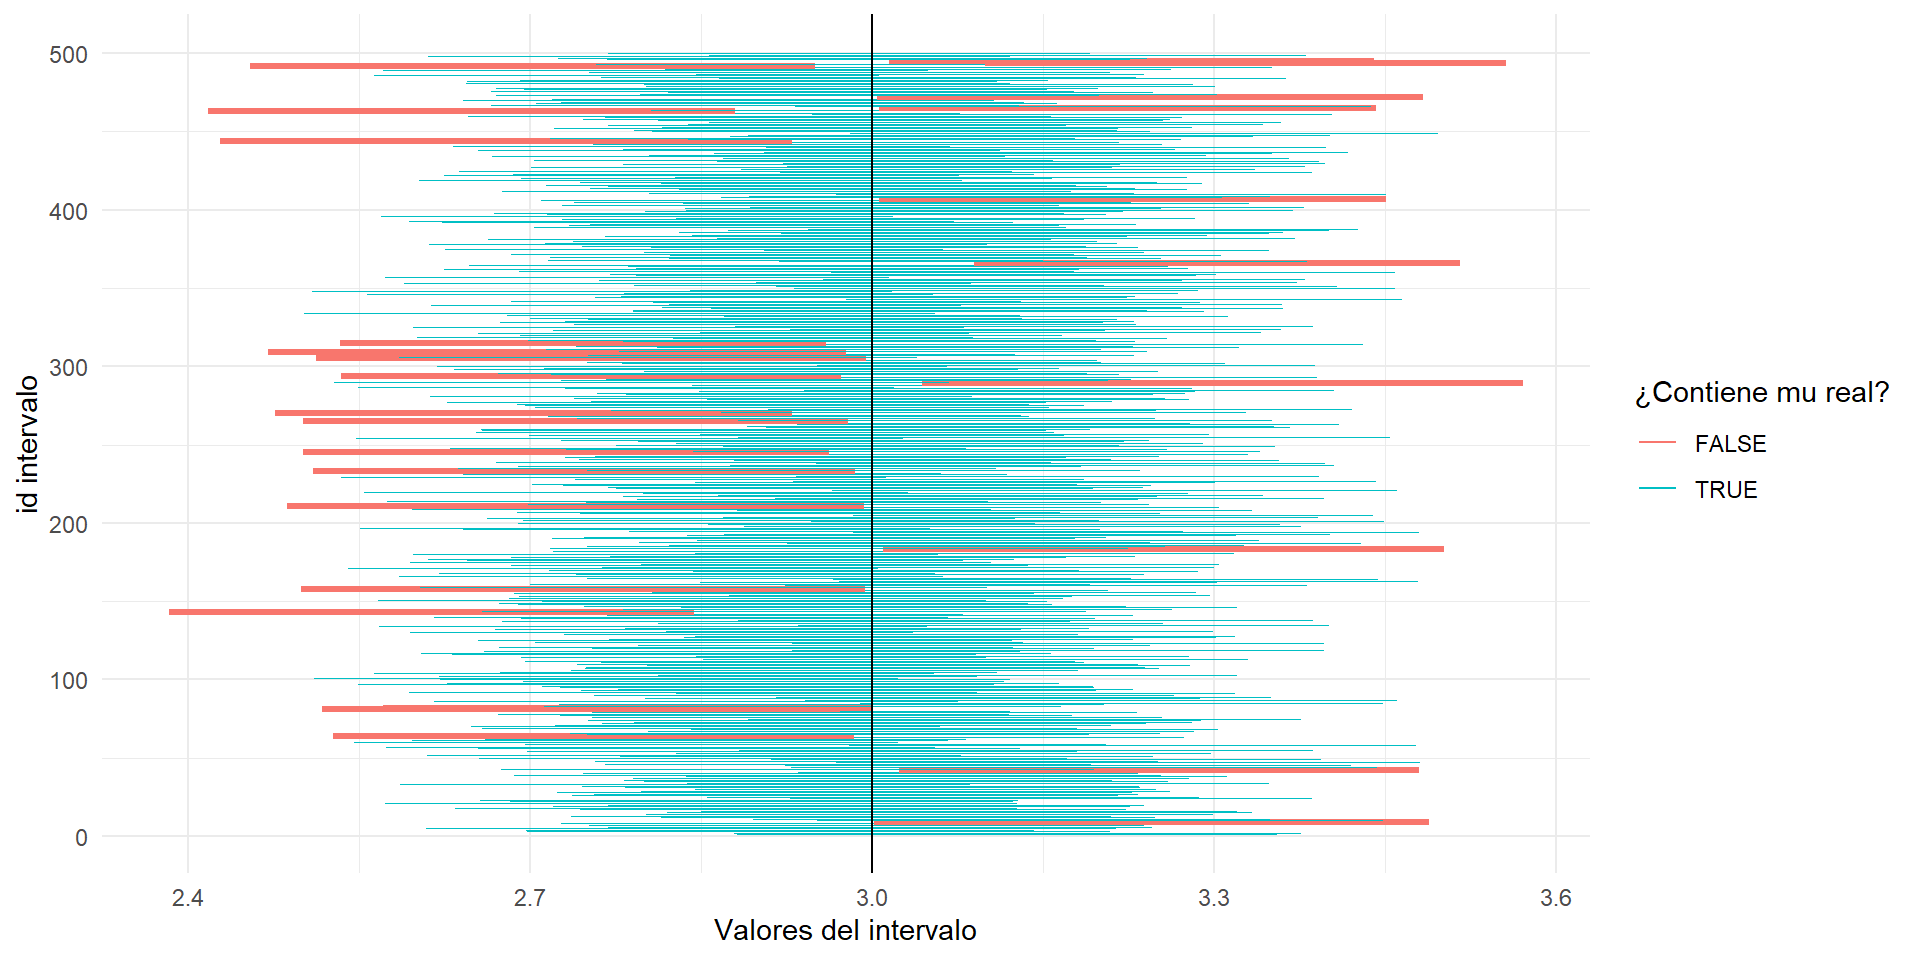 500
400
300
200
100
0
id intervalo
2.4 2.7 3.0 3.3 3.6
Valores del intervalo
¿Contiene mu real?
FALSE
TRUE